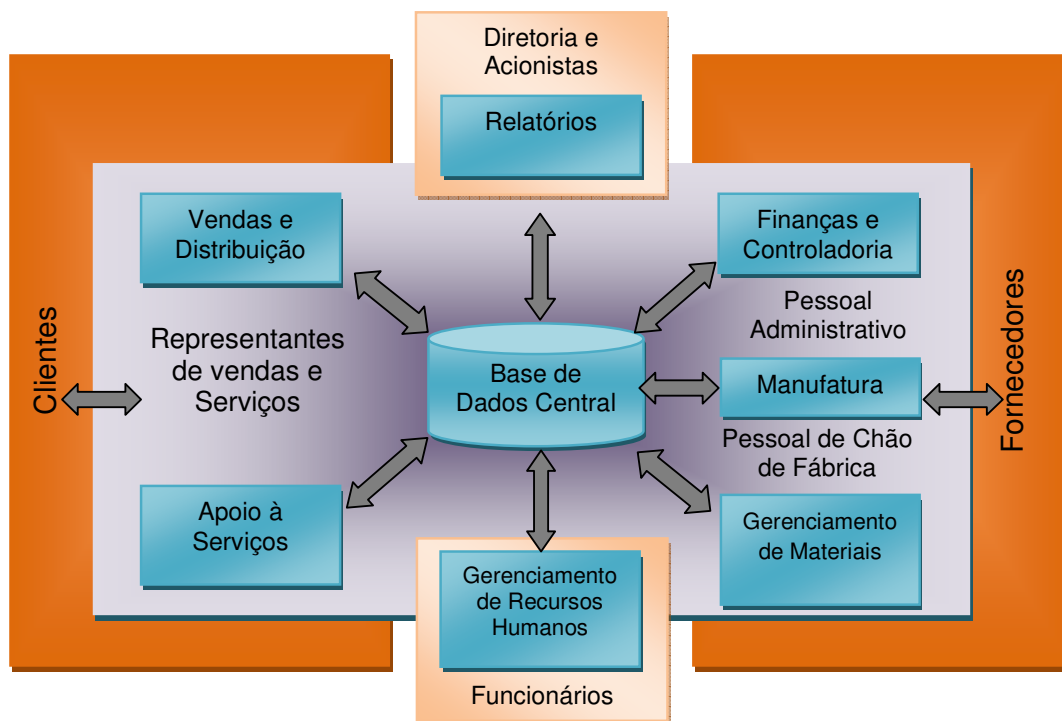 Diretoria e
Acionistas
Relatórios
Vendas e
Distribuição
Finanças e
Controladoria
Clientes
Representantes
de vendas e
Serviços
Base de
Dados Central
Pessoal
Administrativo
Manufatura
Pessoal de Chão
de Fábrica
Fornecedores
Apoio à
Serviços
Gerenciamento
de Recursos
Humanos
Funcionários
Gerenciamento
de Materiais